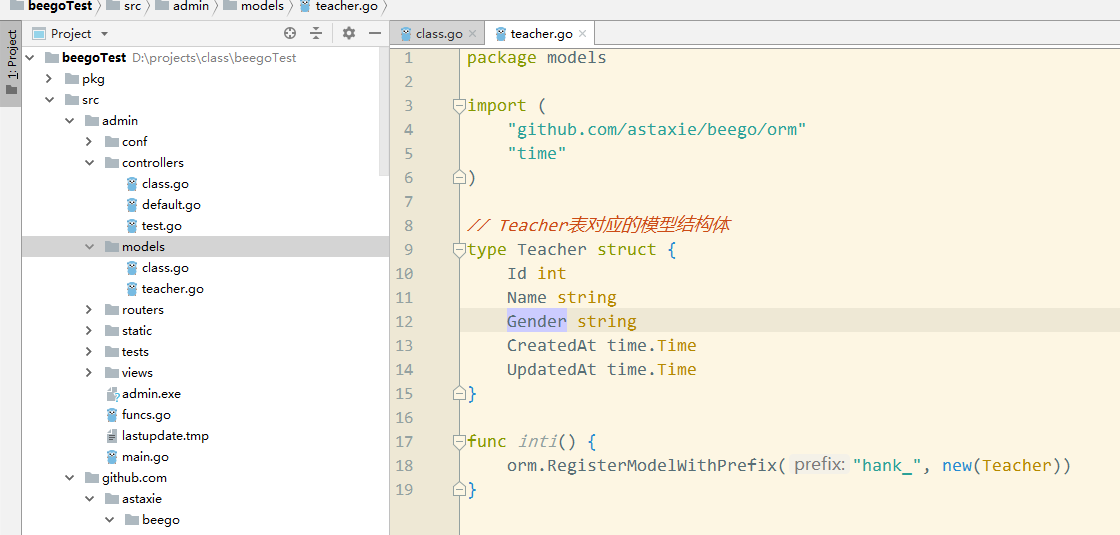 beegoTest src admin models teacher.go
1: Project
Project
beegoTest D:\projects\class\beegoTest
pkg
src
admin
conf
controllers
class.go
default.go
test.go
models
class.go
teacher.go
routers
static
tests
views
admin.exe
funcs.go
lastupdate.tmp
main.go
github.com
astaxie
beego
class.go teacher.go
1 package models
2
3 import (
4 "github.com/astaxie/beego/orm"
5 "time"
6 )
7
8 // Teacher表对应的模型结构体
9 type Teacher struct {
10 Id int
11 Name string
12 Gender string
13 CreatedAt time.Time
14 UpdatedAt time.Time
15 }
16
17 func inti() {
18 orm.RegisterModelWithPrefix( prefix: "hank_", new(Teacher))
19 }